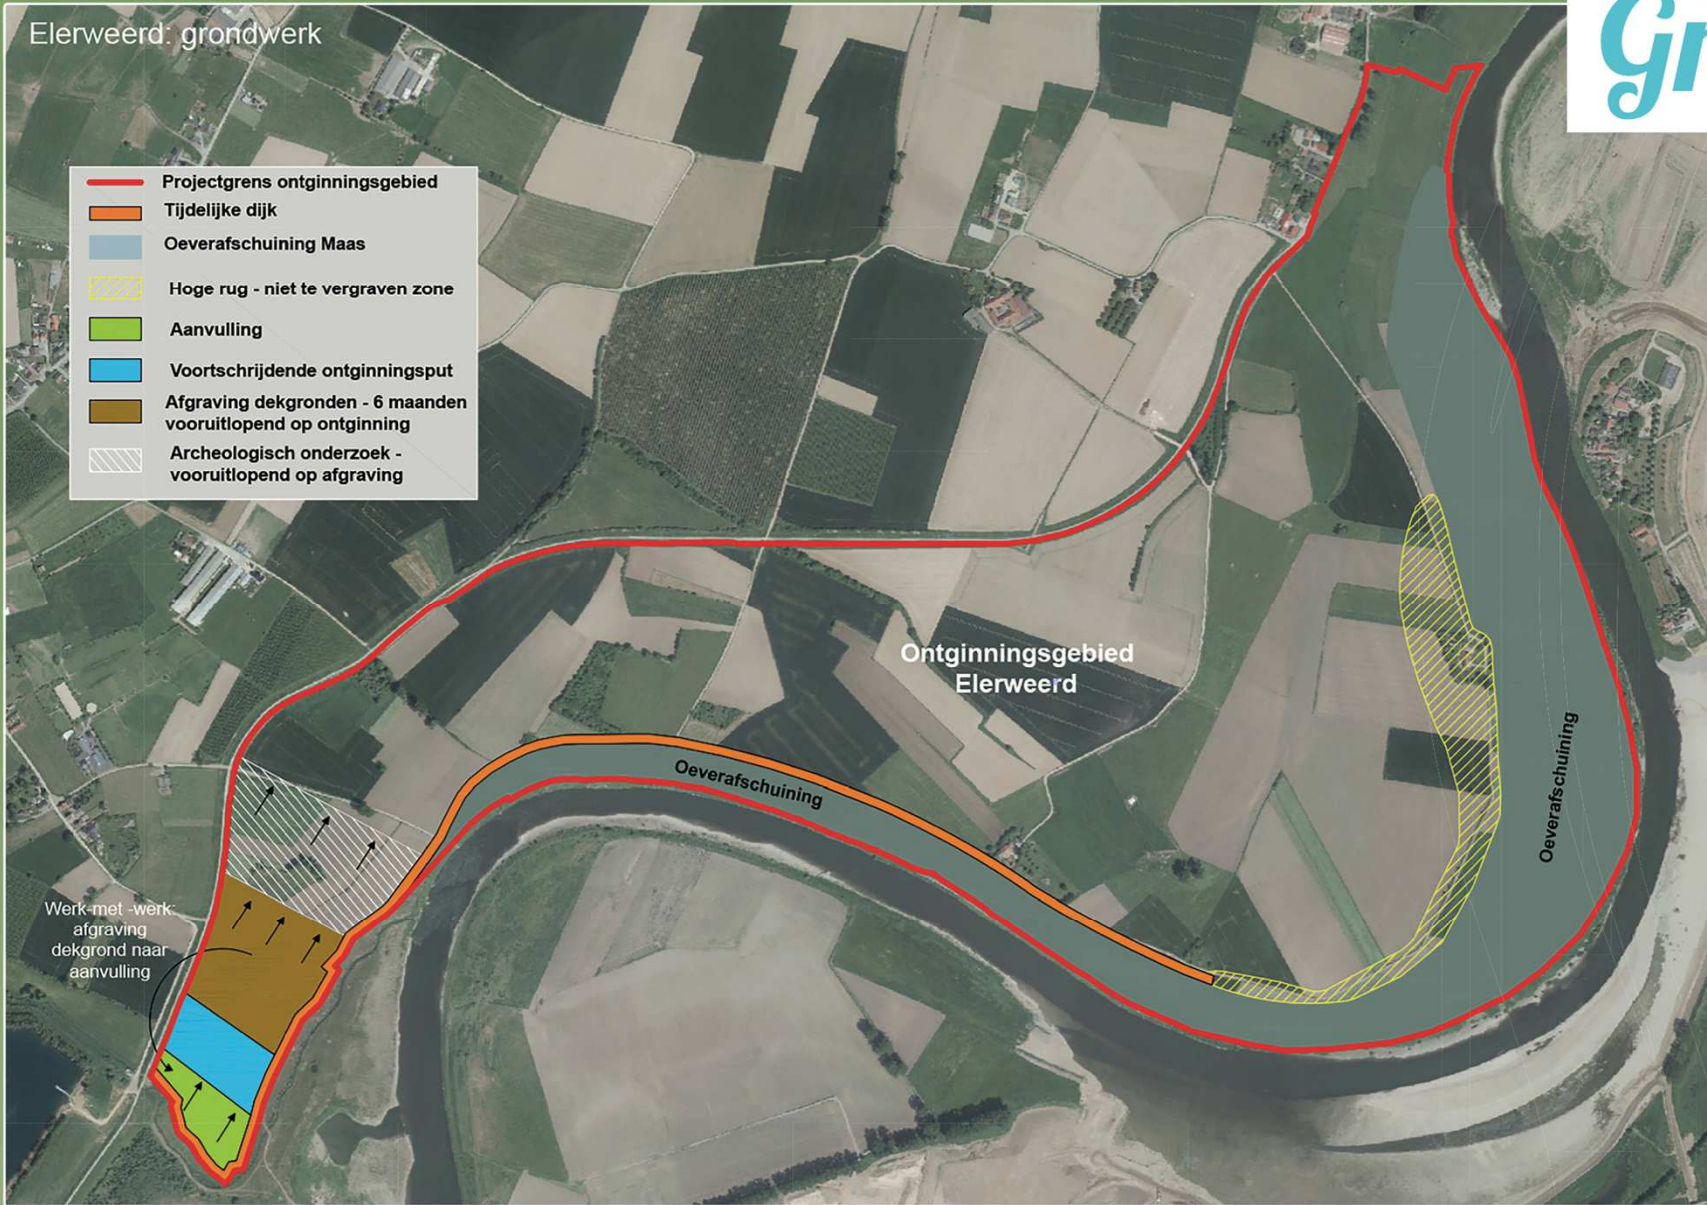 Elerweerd: grondwerk
Gr
Projectgrens ontginningsgebied
Tijdelijke dijk
Oeverafschuining Maas
Hoge rug - niet te vergraven zone
Aanvulling
Voortschrijdende ontginningsput
Afgraving dekgronden - 6 maanden
vooruitlopend op ontginning
Archeologisch onderzoek -
vooruitlopend op afgraving
Ontginningsgebied
Elerweerd
Oeverafschuining
Oeverafschuining
Werk-met -werk:
afgraving
dekgrond naar
aanvulling